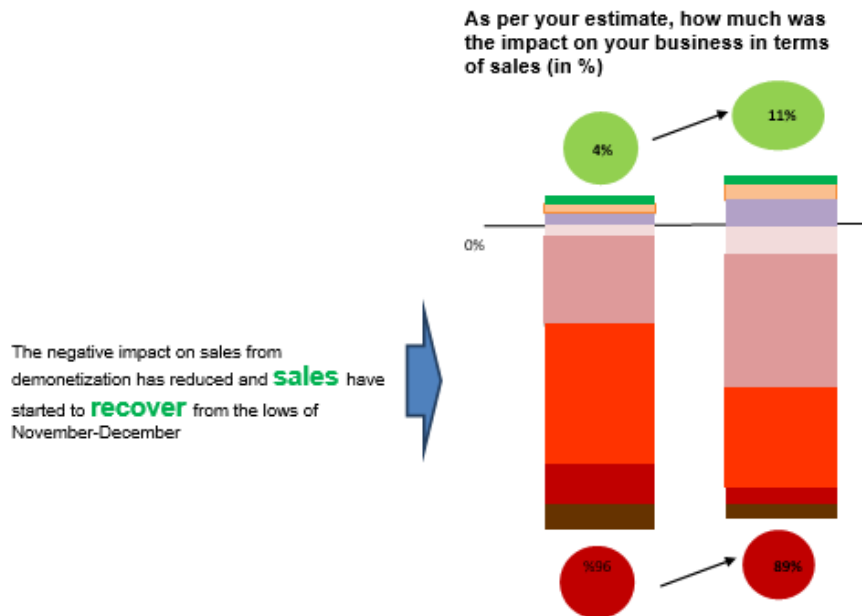 As per your estimate, how much was
the impact on your business in terms
of sales (in %)
11%
4%
0%
The negative impact on sales from
demonetization has reduced and sales have
started to recover from the lows of
November-December
%96
89%